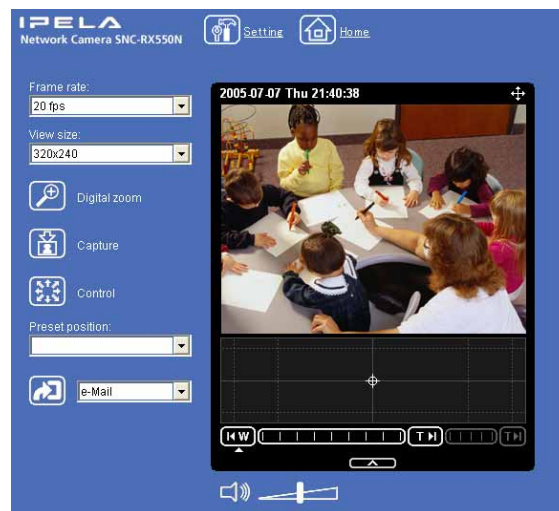 IPELA
Network Camera SNC-RX550N
Setting
Home
Frame rate:
20 fps
View size:
320x240
Digital zoom
Capture
Control
Preset position:
e-Mail
2005-07-07 Thu 21:40:38
W
T
T